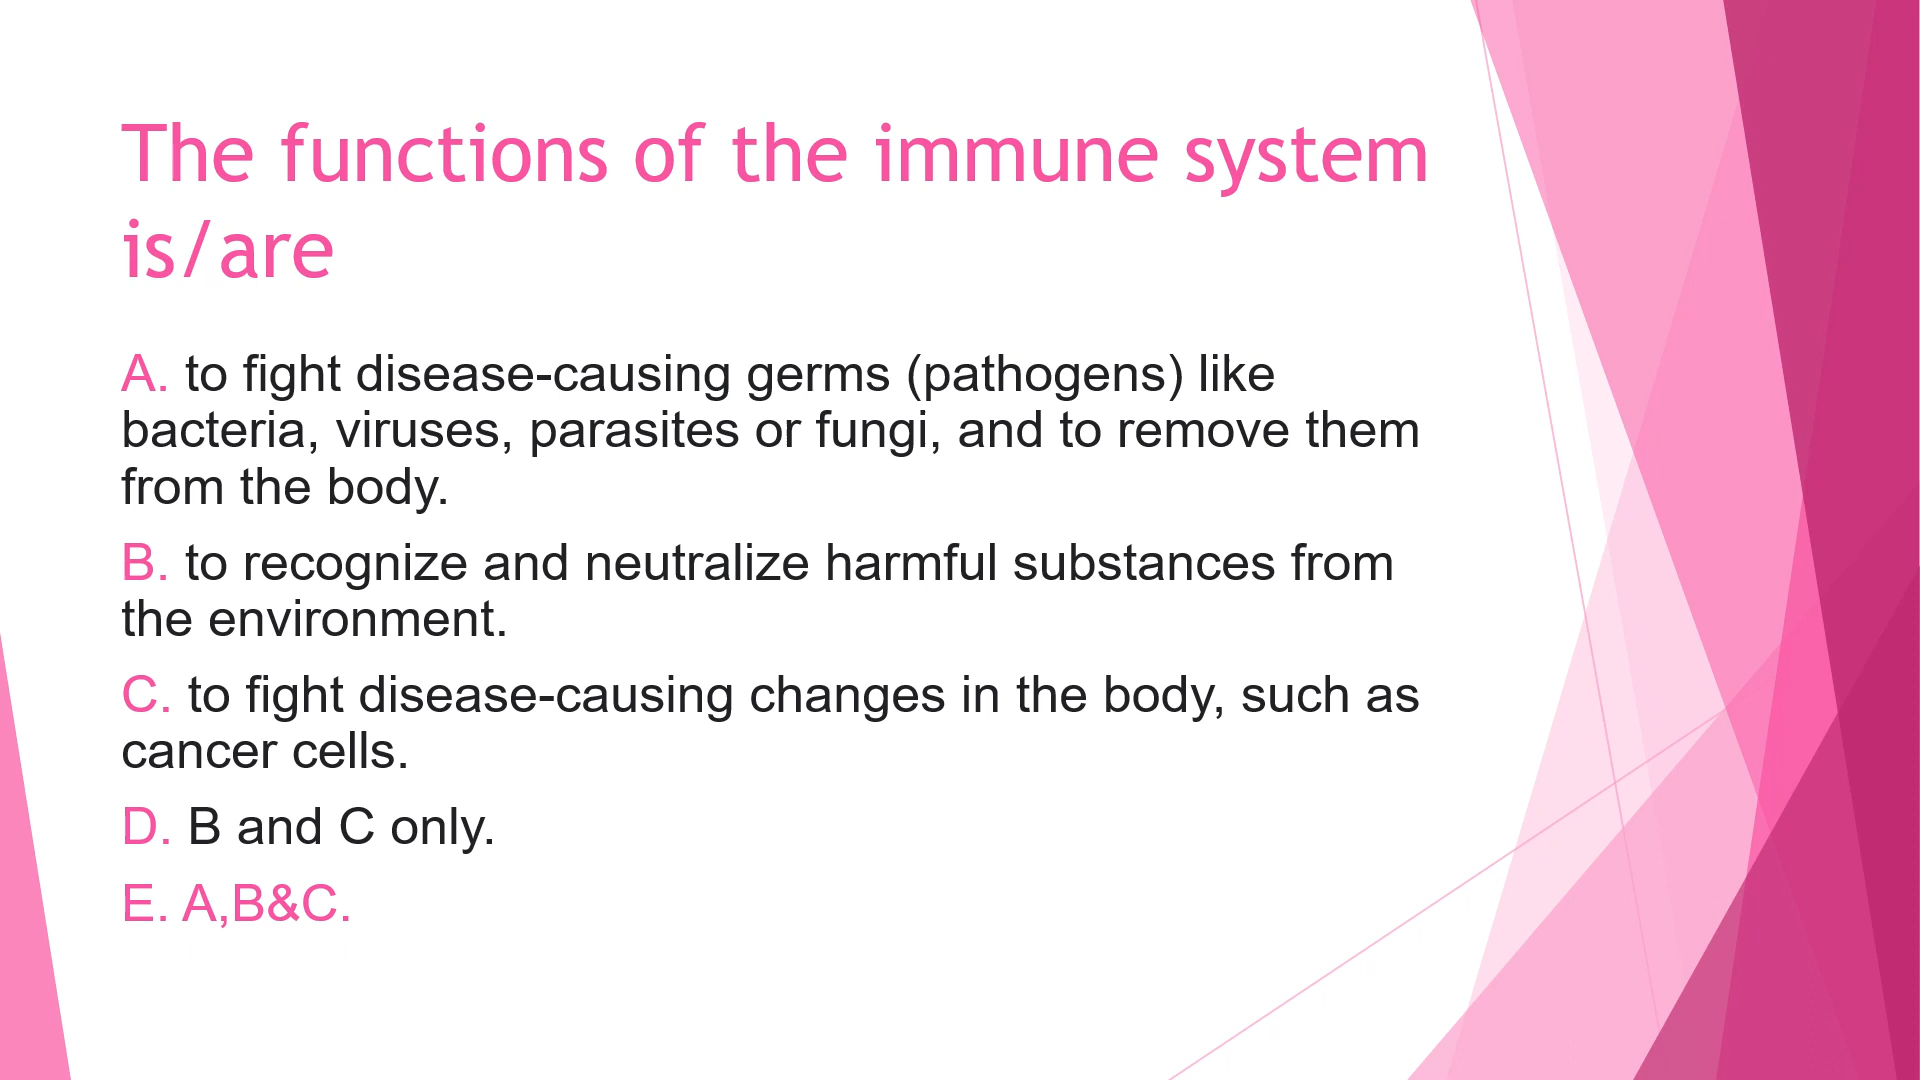 The functions of the immune system
is/are
A. to fight disease-causing germs (pathogens) like
bacteria, viruses, parasites or fungi, and to remove them
from the body.
B. to recognize and neutralize harmful substances from
the environment.
C. to fight disease-causing changes in the body, such as
cancer cells.
D. B and C only.
E. A,B&C.